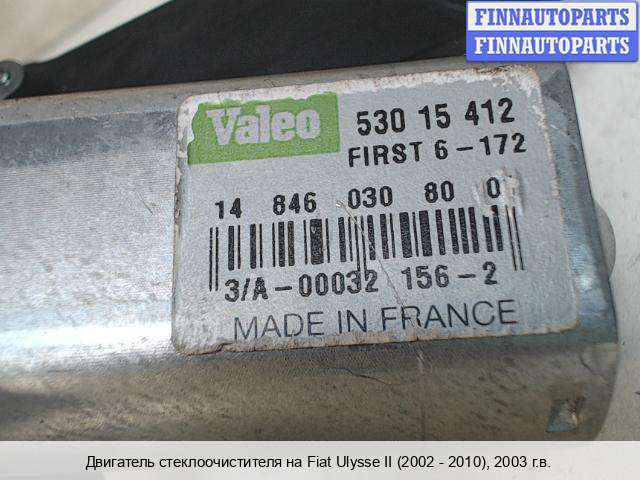 FINNAUTOPARTS
FINNAUTOPARTS
Valeo 530 15 412
FIRST 6-172
14 846 030 80 0
3/A-00032 156-2
MADE IN FRANCE
Двигатель стеклоочистителя на Fiat Ulysse II (2002 - 2010), 2003 г.в.